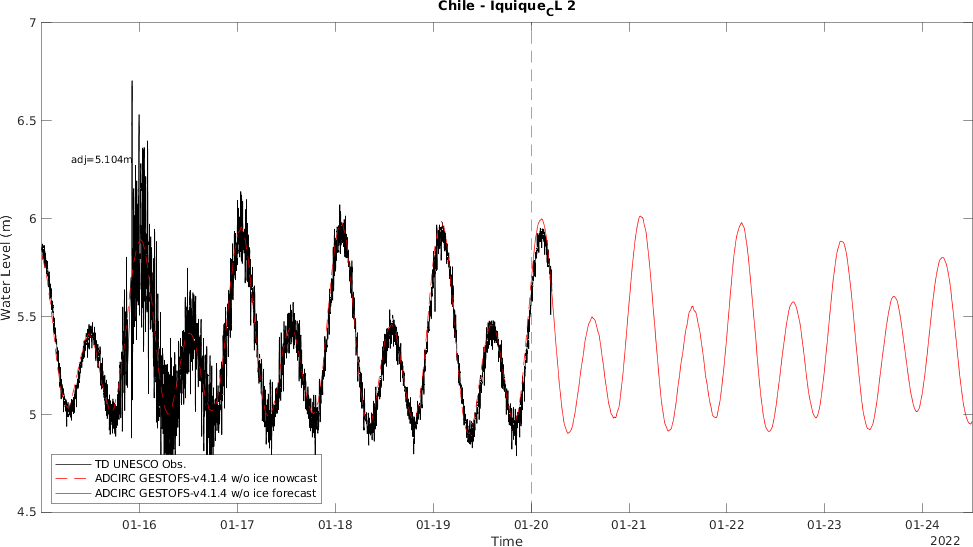 Chile - Iquique_CL 2
7
6.5
adj=5.104m
6
Water Level (m)
5.5
5
TD UNESCO Obs.
ADCIRC GESTOFS-v4.1.4 w/o ice nowcast
ADCIRC GESTOFS-v4.1.4 w/o ice forecast
4.5
01-16 01-17 01-18 01-19 01-20 01-21 01-22 01-23 01-24
Time
2022